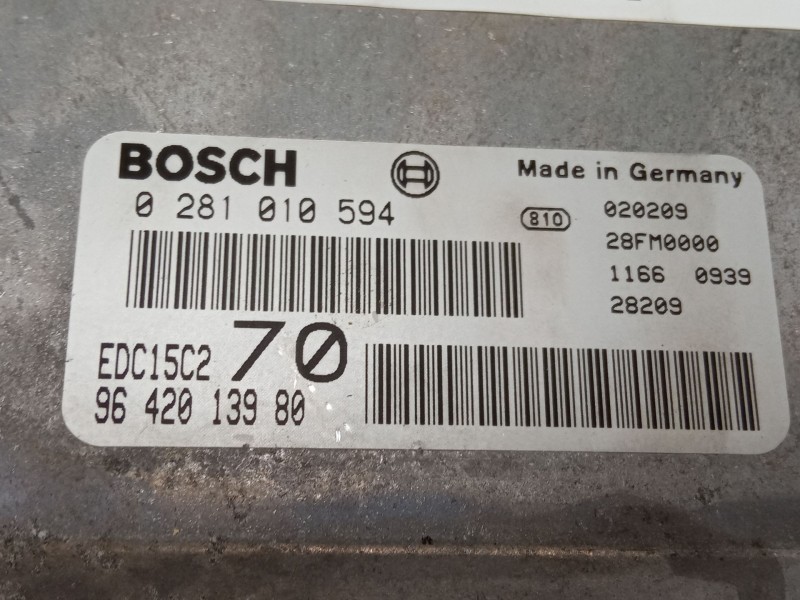 BOSCH
Made in Germany
0 281 010 594
810
020209
28FM0000
1166 0939
28209
EDC15C2
70
96 420 139 80